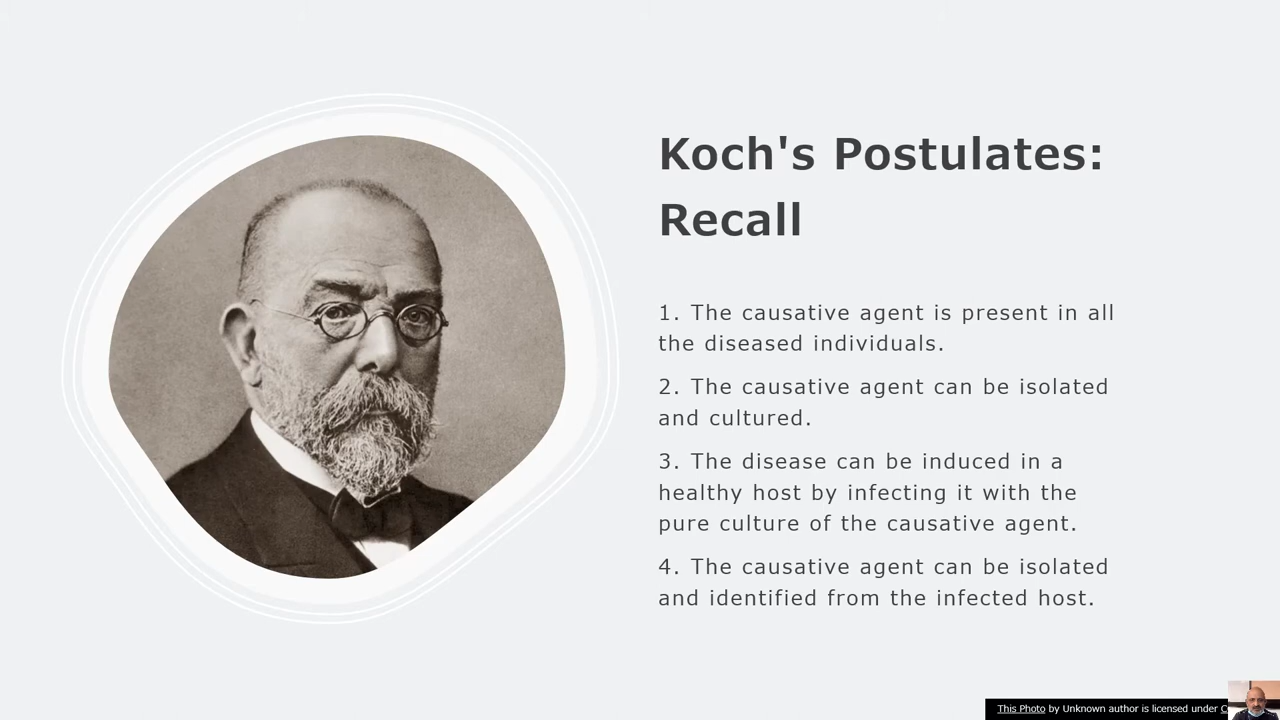 Koch's Postulates:
Recall
1. The causative agent is present in all
the diseased individuals.
2. The causative agent can be isolated
and cultured.
3. The disease can be induced in a
healthy host by infecting it with the
pure culture of the causative agent.
4. The causative agent can be isolated
and identified from the infected host.
This Photo by Unknown author is licensed under